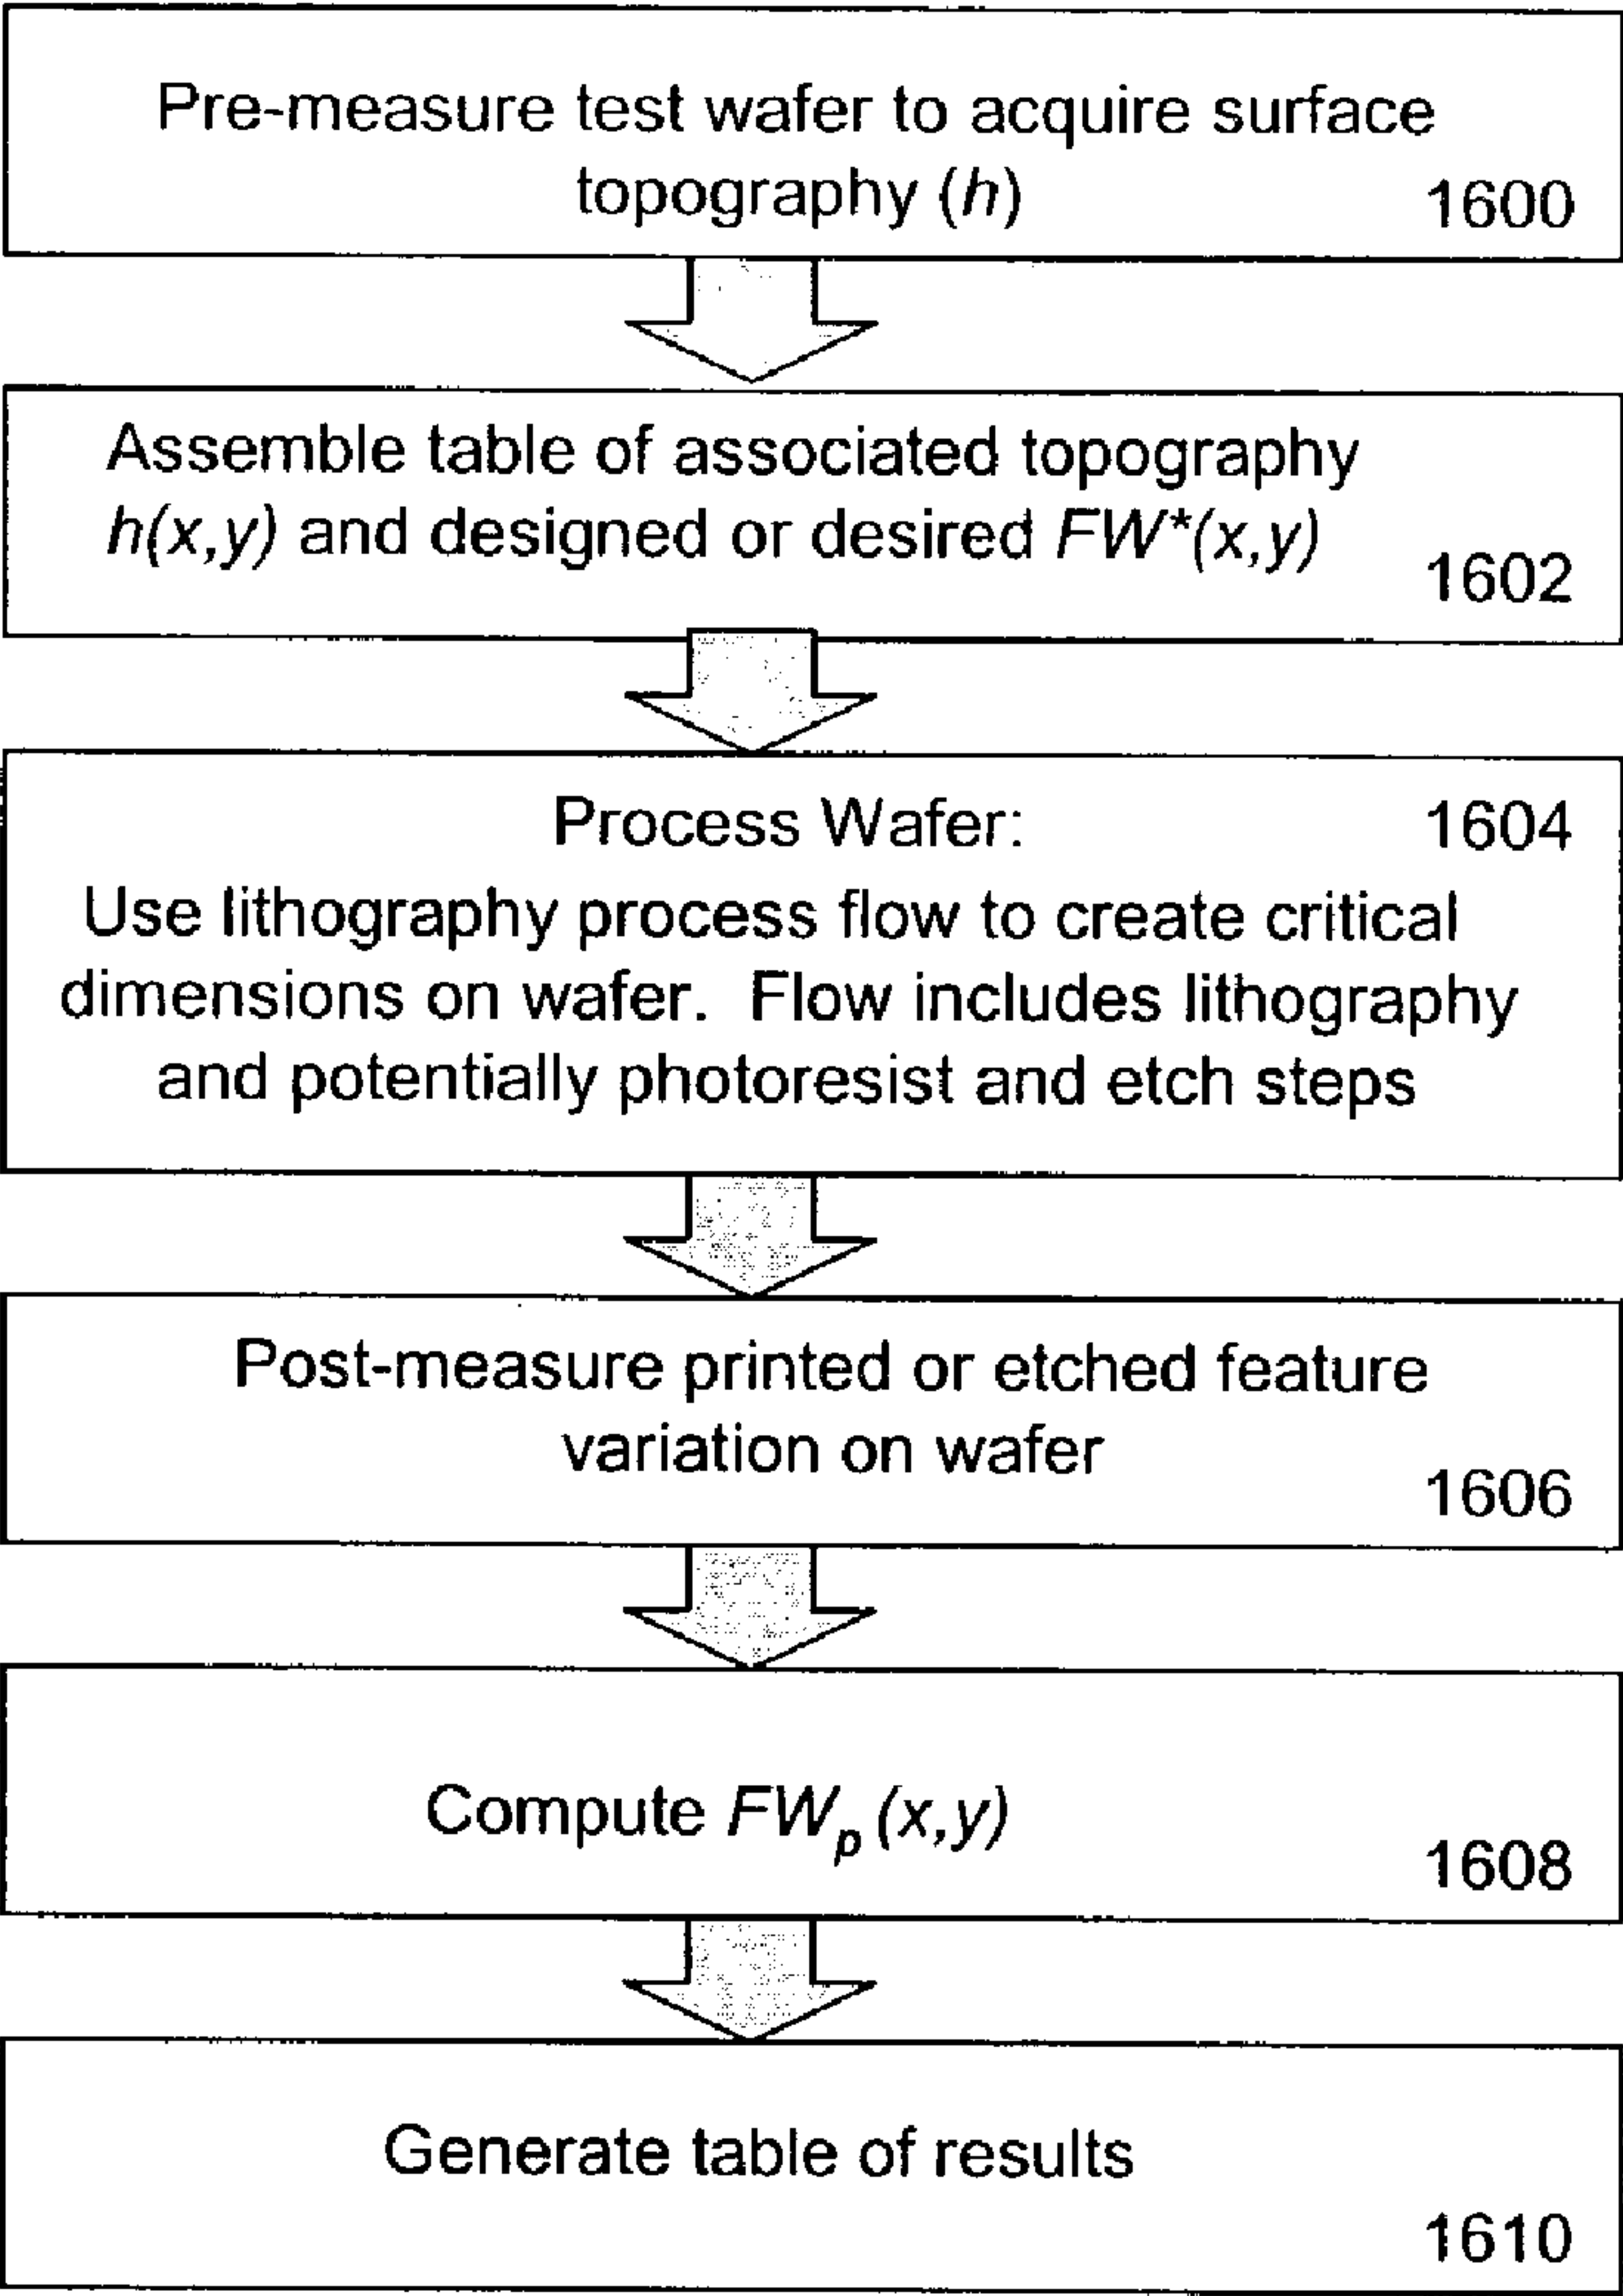 Pre-measure test wafer to acquire surface
topography (h)
1600
Assemble table of associated topography
h(x,y) and designed or desired FW*(x,y)
1602
Process Wafer:
1604
Use lithography process flow to create critical
dimensions on wafer. Flow includes lithography
and potentially photoresist and etch steps
Post-measure printed or etched feature
variation on wafer
1606
Compute FWp (x,y)
1608
Generate table of results
1610